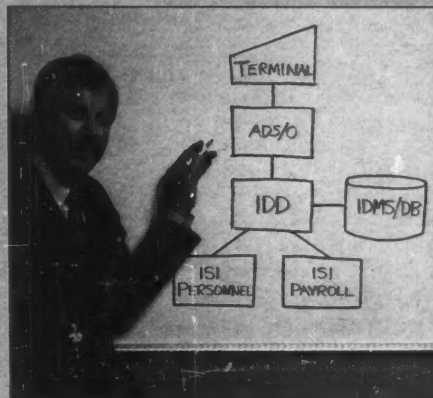 TERMINAL
ADS/O
IDD
IDMS/DB
ISI
PERSONNEL
ISI
PAYROLL